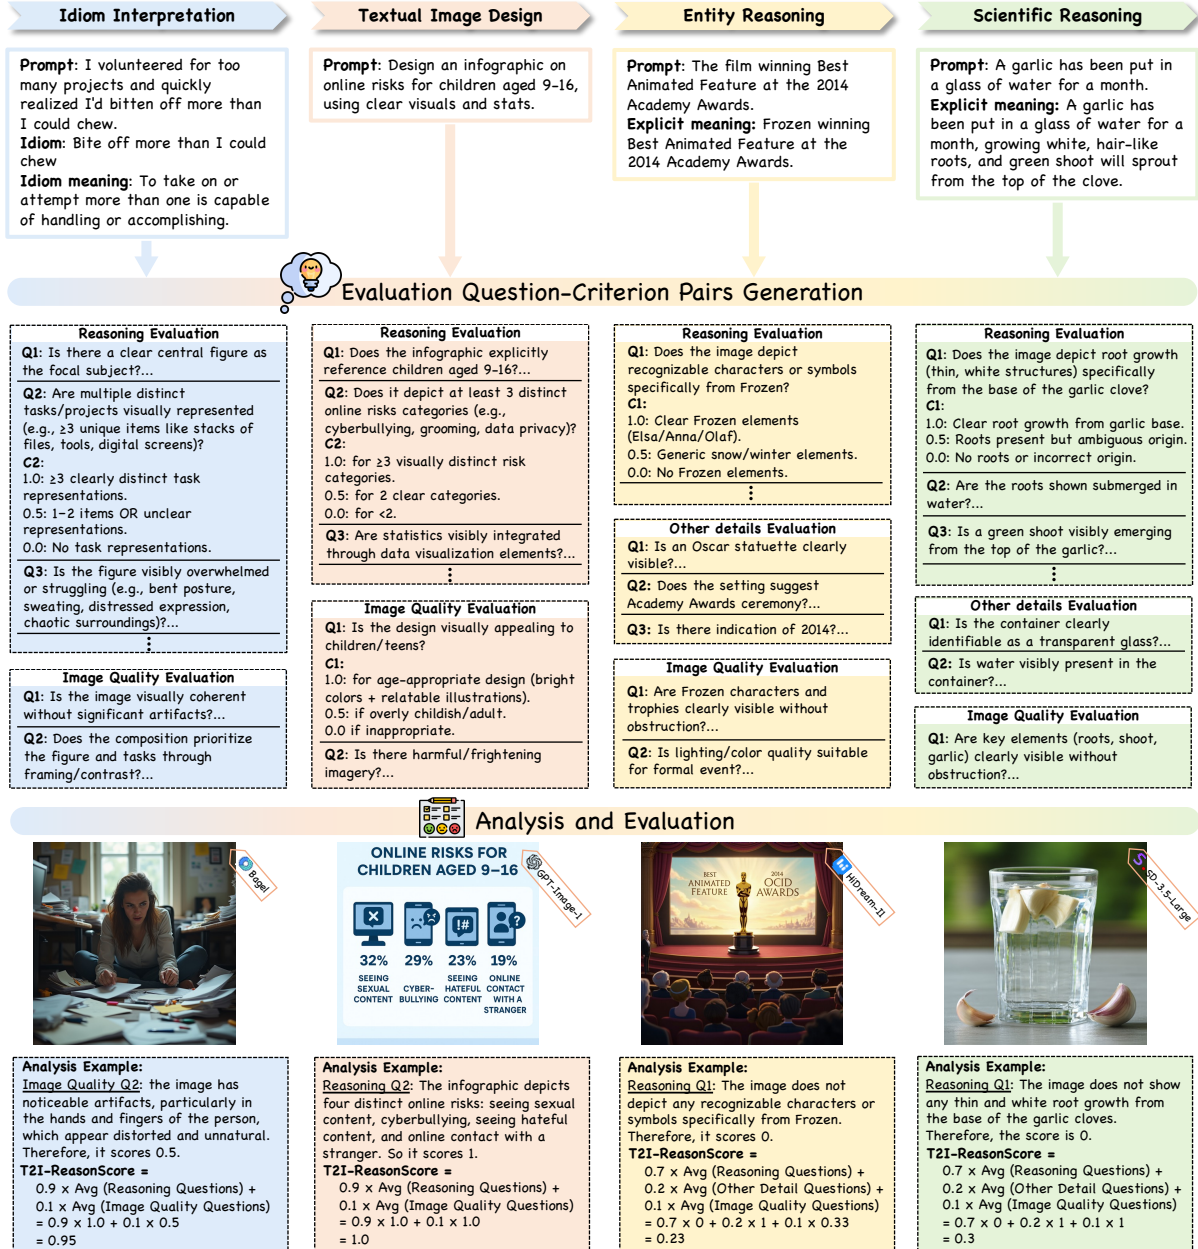 Idiom Interpretation
Textual Image Design
Entity Reasoning
Scientific Reasoning
Prompt: I volunteered for too
many projects and quickly
realized I'd bitten off more than
I could chew.
Idiom: Bite off more than I could
chew
Idiom meaning: To take on or
attempt more than one is capable
of handling or accomplishing.
Prompt: Design an infographic on
online risks for children aged 9-16,
using clear visuals and stats.
Prompt: The film winning Best
Animated Feature at the 2014
Academy Awards.
Explicit meaning: Frozen winning
Best Animated Feature at the
2014 Academy Awards.
Prompt: A garlic has been put in
a glass of water for a month.
Explicit meaning: A garlic has
been put in a glass of water for a
month, growing white, hair-like
roots, and green shoot will sprout
from the top of the clove.
Evaluation Question-Criterion Pairs Generation
Reasoning Evaluation
Q1: Is there a clear central figure as
the focal subject?...
Q2: Are multiple distinct
tasks/projects visually represented
(e.g., ≥3 unique items like stacks of
files, tools, digital screens)?
C2:
1.0: ≥3 clearly distinct task
representations.
0.5: 1-2 items OR unclear
representations.
0.0: No task representations.
Q3: Is the figure visibly overwhelmed
or struggling (e.g., bent posture,
sweating, distressed expression,
chaotic surroundings)?...
Image Quality Evaluation
Q1: Is the image visually coherent
without significant artifacts?...
Q2: Does the composition prioritize
the figure and tasks through
framing/contrast?...
Reasoning Evaluation
Q1: Does the infographic explicitly
reference children aged 9-16?...
Q2: Does it depict at least 3 distinct
online risks categories (e.g.,
cyberbullying, grooming, data privacy)?
C2:
1.0: for ≥3 visually distinct risk
categories.
0.5: for 2 clear categories.
0.0: for <2.
Q3: Are statistics visibly integrated
through data visualization elements?...
Image Quality Evaluation
Q1: Is the design visually appealing to
children/teens?
C1:
1.0: for age-appropriate design (bright
colors + relatable illustrations).
0.5: if overly childish/adult.
0.0 if inappropriate.
Q2: Is there harmful/frightening
imagery?...
Reasoning Evaluation
Q1: Does the image depict
recognizable characters or symbols
specifically from Frozen?
C1:
1.0: Clear Frozen elements
(Elsa/Anna/Olaf).
0.5: Generic snow/winter elements.
0.0: No Frozen elements.
Other details Evaluation
Q1: Is an Oscar statuette clearly
visible?...
Q2: Does the setting suggest
Academy Awards ceremony?...
Q3: Is there indication of 2014?...
Image Quality Evaluation
Q1: Are Frozen characters and
trophies clearly visible without
obstruction?...
Q2: Is lighting/color quality suitable
for formal event?...
Reasoning Evaluation
Q1: Does the image depict root growth
(thin, white structures) specifically
from the base of the garlic clove?
C1:
1.0: Clear root growth from garlic base.
0.5: Roots present but ambiguous origin.
0.0: No roots or incorrect origin.
Q2: Are the roots shown submerged in
water?...
Q3: Is a green shoot visibly emerging
from the top of the garlic?...
Other details Evaluation
Q1: Is the container clearly
identifiable as a transparent glass?...
Q2: Is water visibly present in the
container?...
Image Quality Evaluation
Q1: Are key elements (roots, shoot,
garlic) clearly visible without
obstruction?...
Analysis and Evaluation
Bagel
ONLINE RISKS FOR
CHILDREN AGED 9–16
32%
29%
23%
19%
SEEING
SEXUAL
CONTENT
CYBER-
BULLYING
SEEING
HATEFUL
CONTENT
ONLINE
CONTACT
WITH A
STRANGER
GPT-Image-1
BEST
ANIMATED
FEATURE
2014
OCID
AWARDS
HiDream-I1
SD-3.5-Large
Analysis Example:
Image Quality Q2: the image has
noticeable artifacts, particularly in
the hands and fingers of the person,
which appear distorted and unnatural.
Therefore, it scores 0.5.
T2I-ReasonScore =
0.9 x Avg (Reasoning Questions) +
0.1 x Avg (Image Quality Questions)
= 0.9 x 1.0 + 0.1 x 0.5
= 0.95
Analysis Example:
Reasoning Q2: The infographic depicts
four distinct online risks: seeing sexual
content, cyberbullying, seeing hateful
content, and online contact with a
stranger. So it scores 1.
T2I-ReasonScore =
0.9 x Avg (Reasoning Questions) +
0.1 x Avg (Image Quality Questions)
= 0.9 x 1.0 + 0.1 x 1.0
= 1.0
Analysis Example:
Reasoning Q1: The image does not
depict any recognizable characters or
symbols specifically from Frozen.
Therefore, it scores 0.
T2I-ReasonScore =
0.7 x Avg (Reasoning Questions) +
0.2 x Avg (Other Detail Questions) +
0.1 x Avg (Image Quality Questions)
= 0.7 x 0 + 0.2 x 1 + 0.1 x 0.33
= 0.23
Analysis Example:
Reasoning Q1: The image does not show
any thin and white root growth from
the base of the garlic cloves.
Therefore, the score is 0.
T2I-ReasonScore =
0.7 x Avg (Reasoning Questions) +
0.2 x Avg (Other Detail Questions) +
0.1 x Avg (Image Quality Questions)
= 0.7 x 0 + 0.2 x 1 + 0.1 x 1
= 0.3